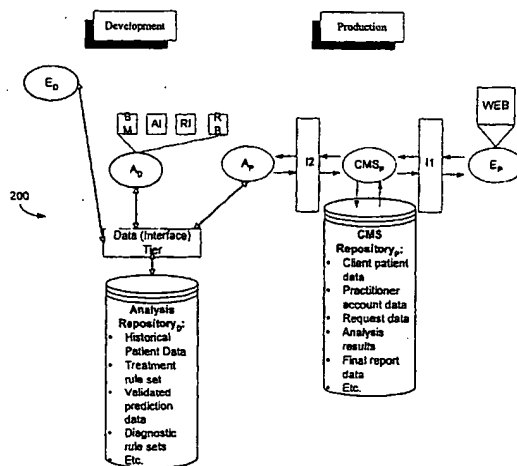 Development
Production
E_D
B M
AI
RI
R B
WEB
A_D
A_P
I2
CMS_P
I1
E_P
200
Data (Interface)
Tier
Analysis
Repository_D:
• Historical
Patient Data
• Treatment
rule set
• Validated
prediction
data
• Diagnostic
rule sets
• Etc.
CMS
Repository_P:
• Client patient
data
• Practitioner
account data
• Request data
• Analysis
results
• Final report
data
• Etc.